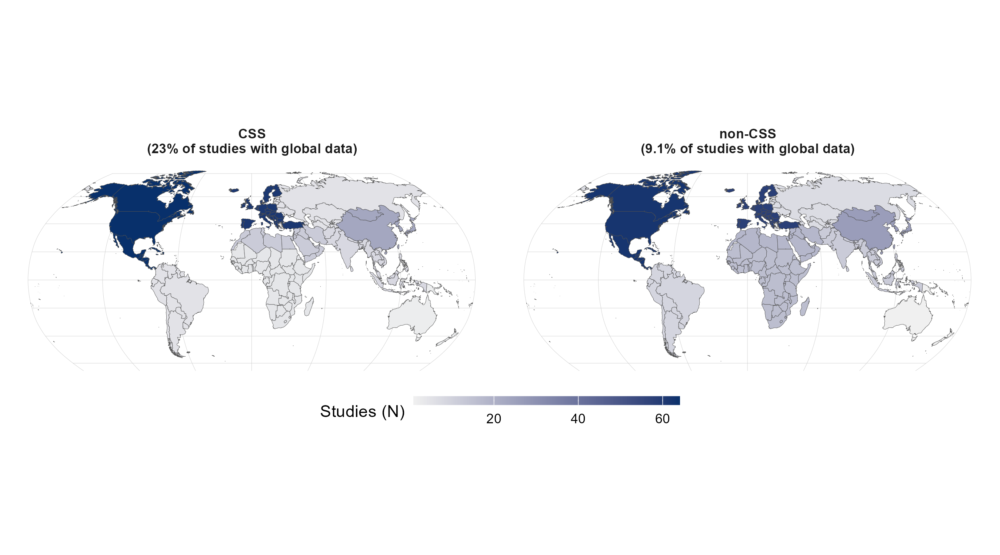 CSS
(23% of studies with global data)
non-CSS
(9.1% of studies with global data)
Studies (N)
20
40
60